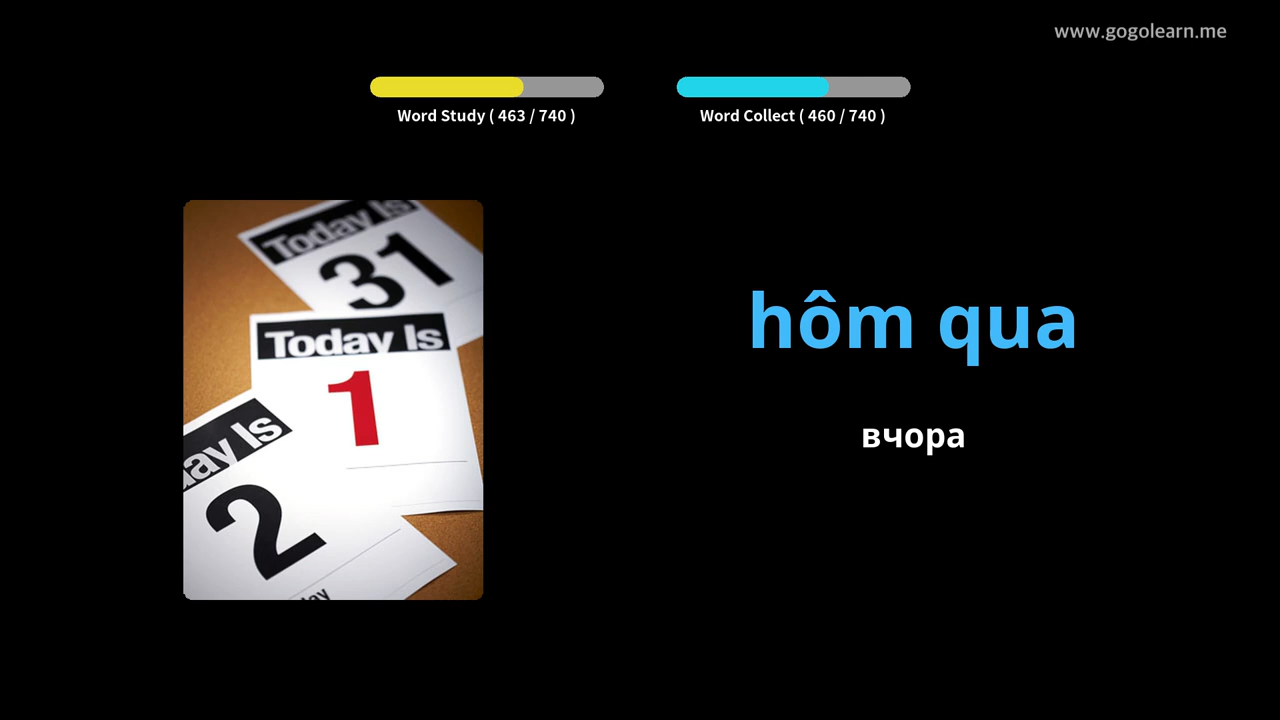 www.gogolearn.me
Word Study ( 463 / 740 )
Word Collect ( 460 / 740 )
Today Is
31
Today Is
1
ay Is
2
hôm qua
вчора